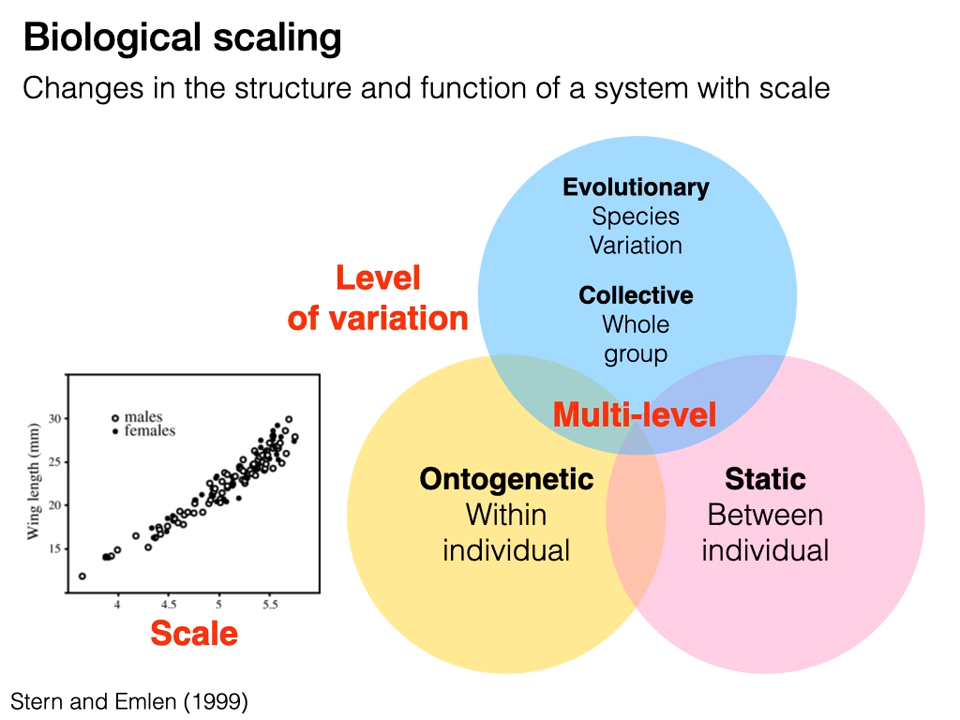 Biological scaling
Changes in the structure and function of a system with scale
Evolutionary
Species
Variation
Collective
Whole
group
Level
of variation
Multi-level
Ontogenetic
Within
individual
Static
Between
individual
males
females
Wing length (mm)
30
25
20
15
4
4.5
5
5.5
Scale
Stern and Emlen (1999)